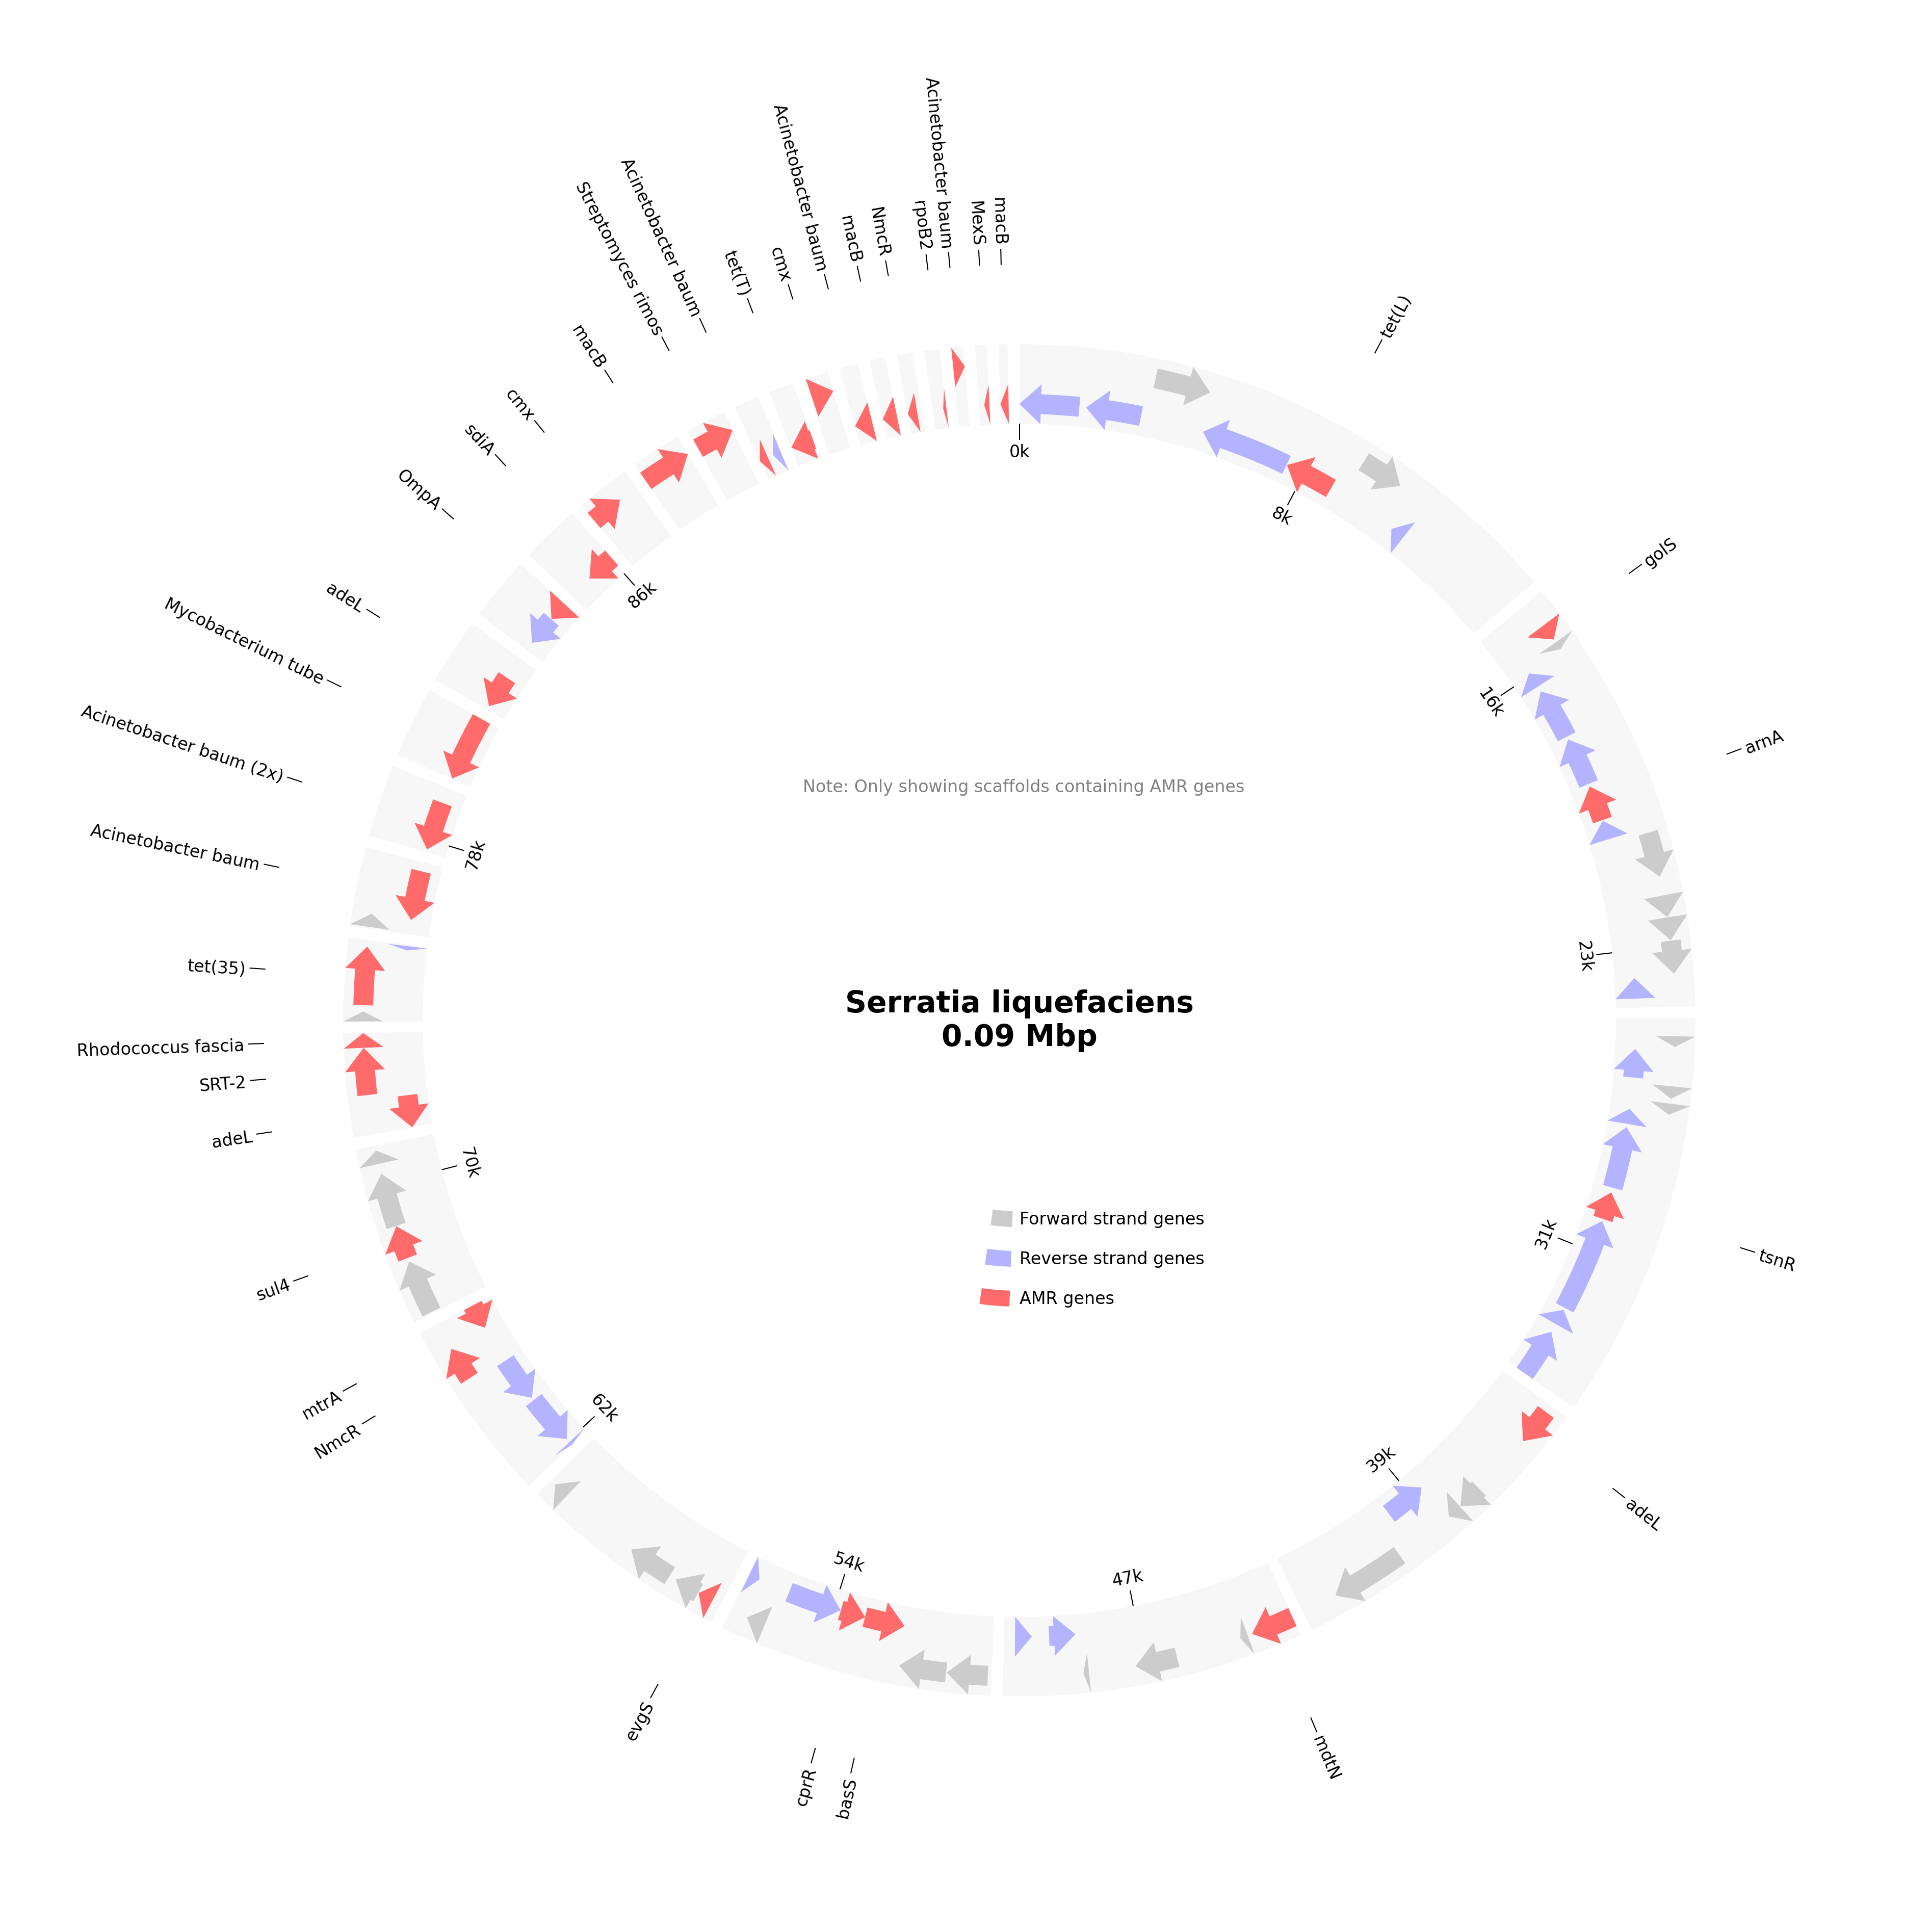 Acinetobacter baum
MexS
macB
rpoB2
NmcR
macB
Acinetobacter baum
cmx
tet(T)
Acinetobacter baum
Streptomyces rimos
macB
cmx
sdiA
OmpA
adeL
Mycobacterium tube
Acinetobacter baum (2x)
Acinetobacter baum
tet(35)
Rhodococcus fascia
SRT-2
adeL
sul4
mtrA
NmcR
evgS
cprR
basS
mdtN
adeL
tsnR
arnA
golS
tet(L)
0k
8k
16k
23k
31k
39k
47k
54k
62k
70k
78k
86k
Note: Only showing scaffolds containing AMR genes
Serratia liquefaciens
0.09 Mbp
Forward strand genes
Reverse strand genes
AMR genes